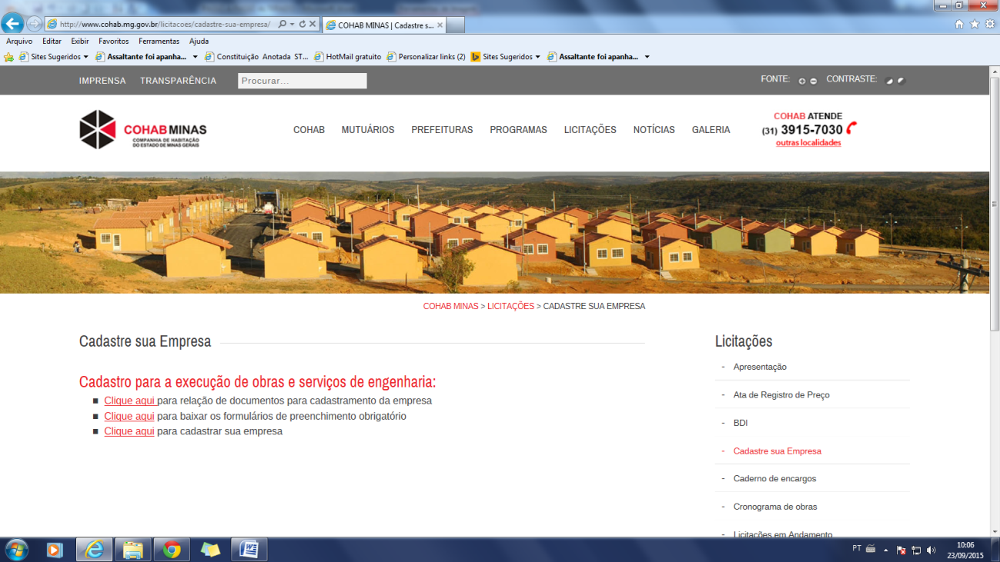 http://www.cohab.mg.gov.br/licitacoes/cadastre-sua-empresa/
COHAB MINAS | Cadastre s...
Arquivo Editar Exibir Favoritos Ferramentas Ajuda
Sites Sugeridos Assaltante foi apanha... Constituição Anotada ST... HotMail gratuito Personalizar links (2) Sites Sugeridos Assaltante foi apanha...
IMPRENSA TRANSPARÊNCIA Procurar... FONTE: CONTRASTE:
COHAB MINAS
COMPANHIA DE HABITAÇÃO
DO ESTADO DE MINAS GERAIS
COHAB MUTUÁRIOS PREFEITURAS PROGRAMAS LICITAÇÕES NOTÍCIAS GALERIA
COHAB ATENDE
(31) 3915-7030
outras localidades
COHAB MINAS > LICITAÇÕES > CADASTRE SUA EMPRESA
Cadastre sua Empresa
Cadastro para a execução de obras e serviços de engenharia:
Clique aqui para relação de documentos para cadastramento da empresa
Clique aqui para baixar os formulários de preenchimento obrigatório
Clique aqui para cadastrar sua empresa
Licitações
- Apresentação
- Ata de Registro de Preço
- BDI
- Cadastre sua Empresa
- Caderno de encargos
- Cronograma de obras
- Licitações em Andamento
PT
10:06
23/09/2015